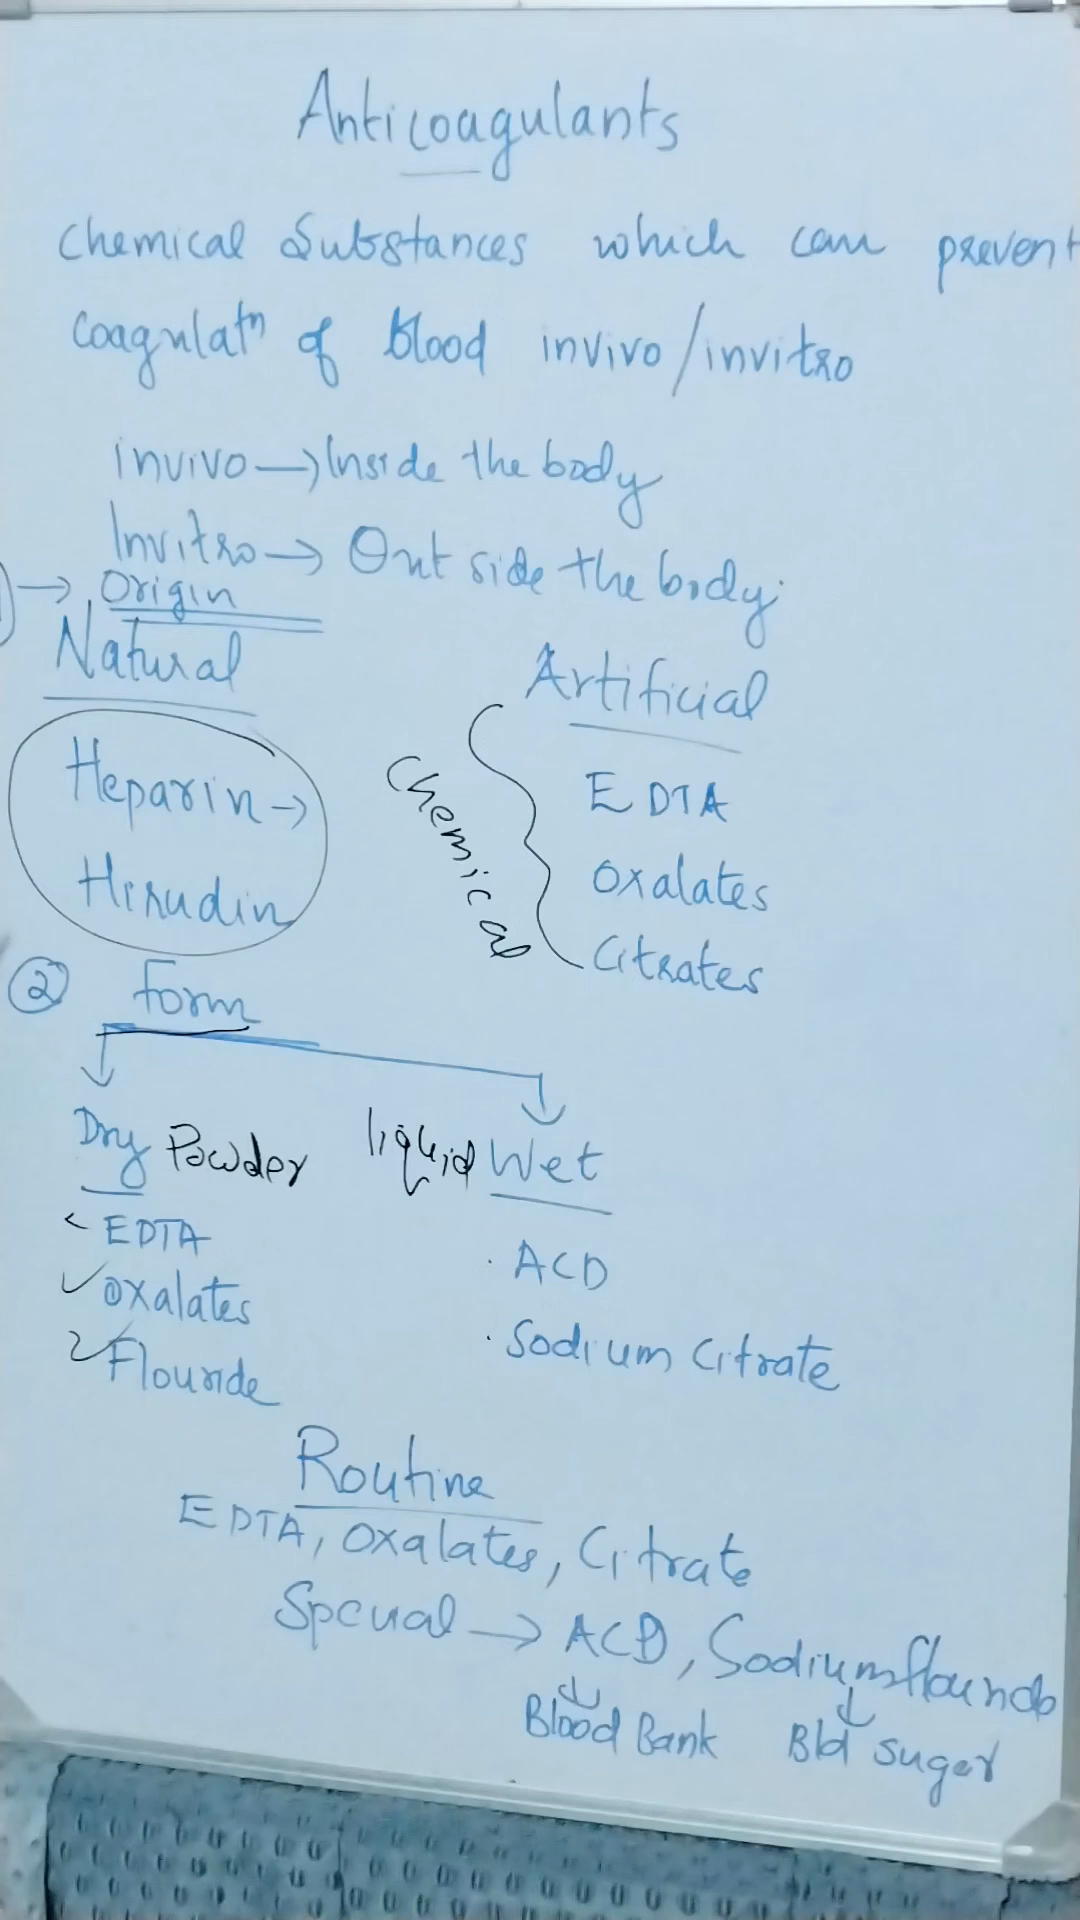 Anticoagulants
Chemical Substances which can prevent
Coagulatn of blood invivo/invitro
invivo → Inside the body
Invitro → Out side the body.
→ Origin
Natural
Artificial
Heparin →
Hirudin
Chemical
EDTA
Oxalates
Citrates
② form
Dry Powder
liquid Wet
EDTA
Oxalates
Flouride
· ACD
· Sodium Citrate
Routine
EDTA, Oxalates, Citrate
Special → ACD, Sodium flouride
↓ ↓
Blood Bank Bld sugar